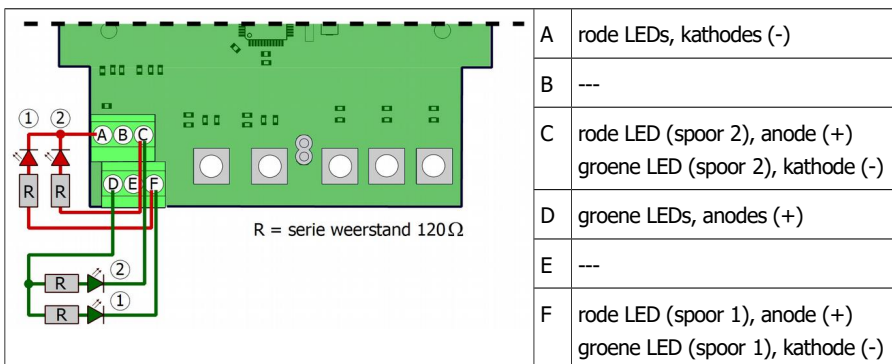 ① ②
A B C
R R
D E F
R = serie weerstand 120Ω
R ②
R ①
A rode LEDs, kathodes (-)
B ---
C rode LED (spoor 2), anode (+)
groene LED (spoor 2), kathode (-)
D groene LEDs, anodes (+)
E ---
F rode LED (spoor 1), anode (+)
groene LED (spoor 1), kathode (-)